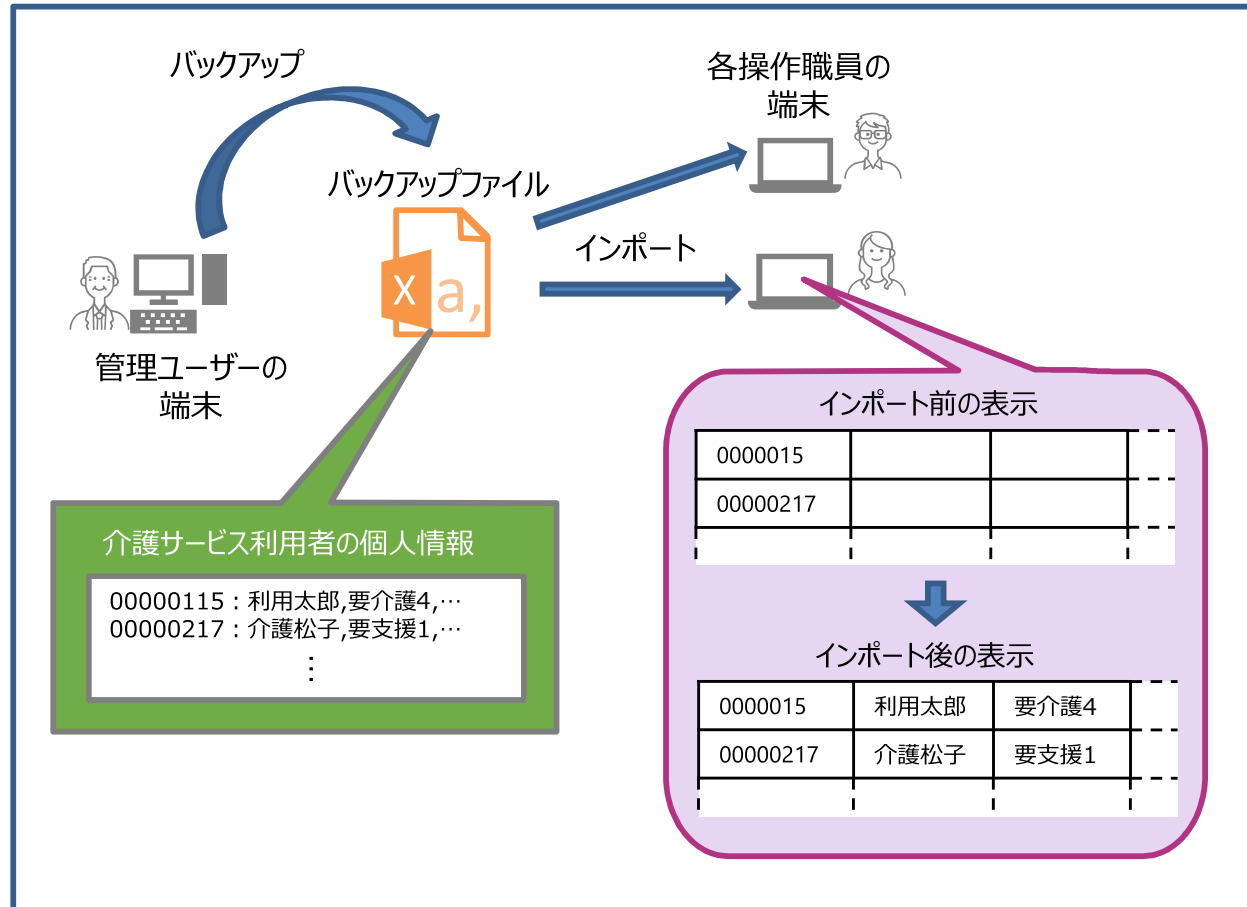 バックアップ
各操作職員の
端末
バックアップファイル
インポート
X a,
管理ユーザーの
端末
介護サービス利用者の個人情報
00000115：利用太郎,要介護4,…
00000217：介護松子,要支援1,…
⋮
インポート前の表示
0000015
00000217
インポート後の表示
0000015 利用太郎 要介護4
00000217 介護松子 要支援1